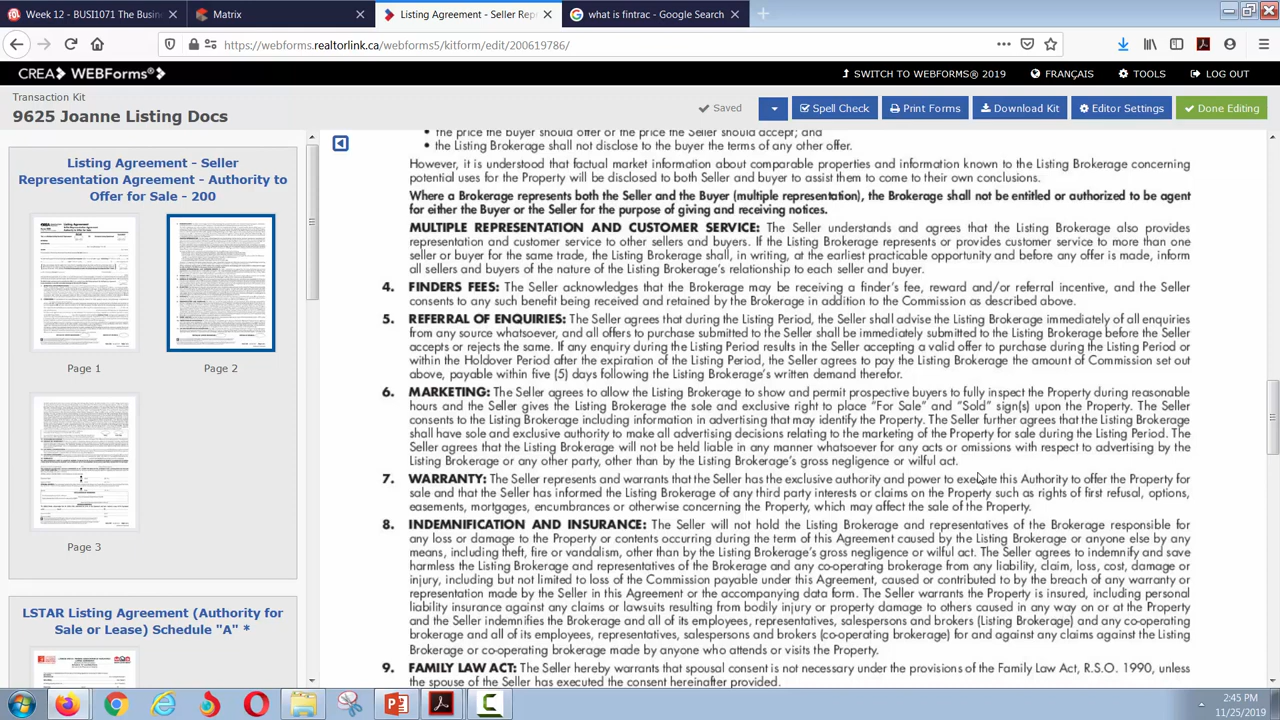 Week 12 - BUSI1071 The Busin
Matrix
Listing Agreement - Seller Rep
what is fintrac - Google Search
https://webforms.realtorlink.ca/webforms5/kitform/edit/200619786/
CREA WEBForms®
SWITCH TO WEBFORMS® 2019
FRANÇAIS
TOOLS
LOG OUT
Transaction Kit
9625 Joanne Listing Docs
Saved
Spell Check
Print Forms
Download Kit
Editor Settings
Done Editing
Listing Agreement - Seller
Representation Agreement - Authority to
Offer for Sale - 200
Page 1
Page 2
Page 3
LSTAR Listing Agreement (Authority for
Sale or Lease) Schedule "A" *
• the price the buyer should offer or the price the Seller should accept; and
• the Listing Brokerage shall not disclose to the buyer the terms of any other offer.
However, it is understood that factual market information about comparable properties and information known to the Listing Brokerage concerning
potential uses for the Property will be disclosed to both Seller and buyer to assist them to come to their own conclusions.
Where a Brokerage represents both the Seller and the Buyer (multiple representation), the Brokerage shall not be entitled or authorized to be agent
for either the Buyer or the Seller for the purpose of giving and receiving notices.
MULTIPLE REPRESENTATION AND CUSTOMER SERVICE: The Seller understands and agrees that the Listing Brokerage also provides
representation and customer service to other sellers and buyers. If the Listing Brokerage represents or provides customer service to more than one
seller or buyer for the same trade, the Listing Brokerage shall, in writing, at the earliest practicable opportunity and before any offer is made, inform
all sellers and buyers of the nature of the Listing Brokerage's relationship to each seller and buyer.
4. FINDERS FEES: The Seller acknowledges that the Brokerage may be receiving a finder's fee, reward and/or referral incentive, and the Seller
consents to any such benefit being received and retained by the Brokerage in addition to the Commission as described above.
5. REFERRAL OF ENQUIRIES: The Seller agrees that during the Listing Period, the Seller shall advise the Listing Brokerage immediately of all enquiries
from any source whatsoever, and all offers to purchase submitted to the Seller shall be immediately submitted to the Listing Brokerage before the Seller
accepts or rejects the same. If any enquiry during the Listing Period results in the Seller accepting a valid offer to purchase during the Listing Period or
within the Holdover Period after the expiration of the Listing Period, the Seller agrees to pay the Listing Brokerage the amount of Commission set out
above, payable within five (5) days following the Listing Brokerage's written demand therefor.
6. MARKETING: The Seller agrees to allow the Listing Brokerage to show and permit prospective buyers to fully inspect the Property during reasonable
hours and the Seller gives the Listing Brokerage the sole and exclusive right to place "For Sale" and "Sold" sign(s) upon the Property. The Seller
consents to the Listing Brokerage including information in advertising that may identify the Property. The Seller further agrees that the Listing Brokerage
shall have sole and exclusive authority to make all advertising decisions relating to the marketing of the Property for sale during the Listing Period. The
Seller agrees that the Listing Brokerage will not be held liable in any manner whatsoever for any acts or omissions with respect to advertising by the
Listing Brokerage or any other party, other than by the Listing Brokerage's gross negligence or wilful act.
7. WARRANTY: The Seller represents and warrants that the Seller has the exclusive authority and power to execute this Authority to offer the Property for
sale and that the Seller has informed the Listing Brokerage of any third party interests or claims on the Property such as rights of first refusal, options,
easements, mortgages, encumbrances or otherwise concerning the Property, which may affect the sale of the Property.
8. INDEMNIFICATION AND INSURANCE: The Seller will not hold the Listing Brokerage and representatives of the Brokerage responsible for
any loss or damage to the Property or contents occurring during the term of this Agreement caused by the Listing Brokerage or anyone else by any
means, including theft, fire or vandalism, other than by the Listing Brokerage's gross negligence or wilful act. The Seller agrees to indemnify and save
harmless the Listing Brokerage and representatives of the Brokerage and any co-operating brokerage from any liability, claim, loss, cost, damage or
injury, including but not limited to loss of the Commission payable under this Agreement, caused or contributed to by the breach of any warranty or
representation made by the Seller in this Agreement or the accompanying data form. The Seller warrants the Property is insured, including personal
liability insurance against any claims or lawsuits resulting from bodily injury or property damage to others caused in any way on or at the Property
and the Seller indemnifies the Brokerage and all of its employees, representatives, salespersons and brokers (Listing Brokerage) and any co-operating
brokerage and all of its employees, representatives, salespersons and brokers (co-operating brokerage) for and against any claims against the Listing
Brokerage or co-operating brokerage made by anyone who attends or visits the Property.
9. FAMILY LAW ACT: The Seller hereby warrants that spousal consent is not necessary under the provisions of the Family Law Act, R.S.O. 1990, unless
the spouse of the Seller has executed the consent hereinafter provided.
2:45 PM
11/25/2019